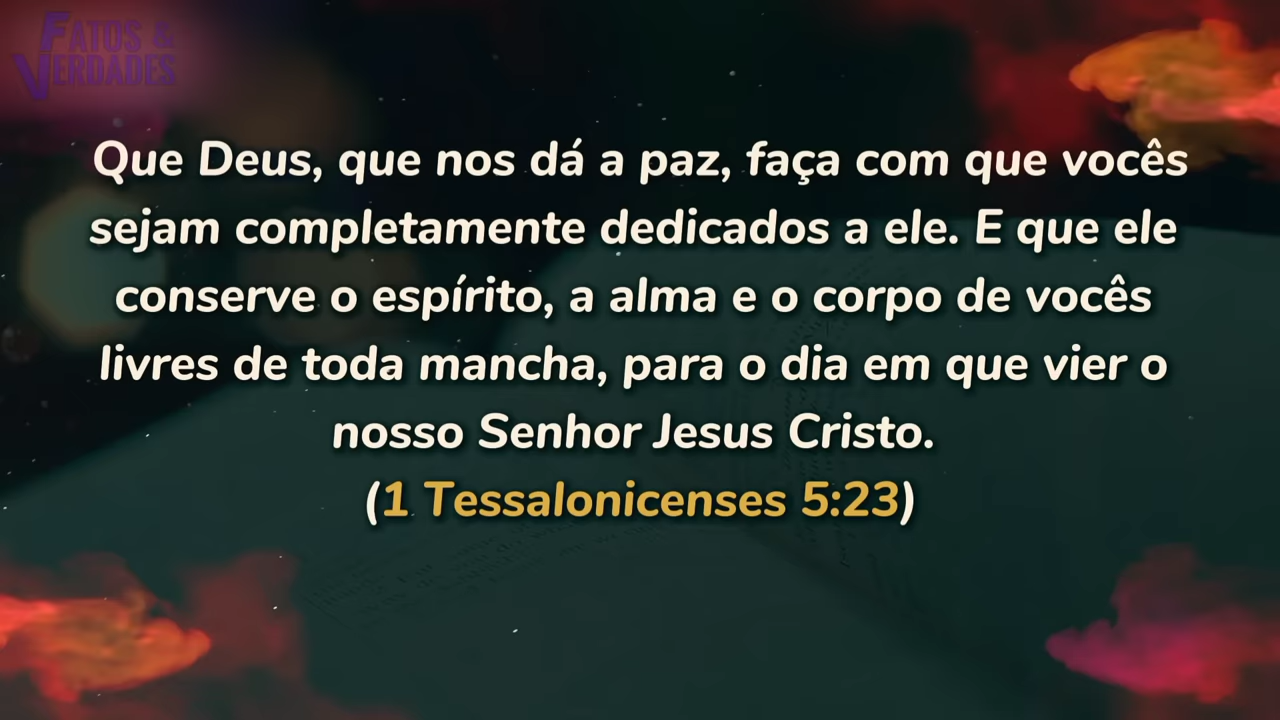 FATOS &
VERDADES
Que Deus, que nos dá a paz, faça com que vocês
sejam completamente dedicados a ele. E que ele
conserve o espírito, a alma e o corpo de vocês
livres de toda mancha, para o dia em que vier o
nosso Senhor Jesus Cristo.
(1 Tessalonicenses 5:23)